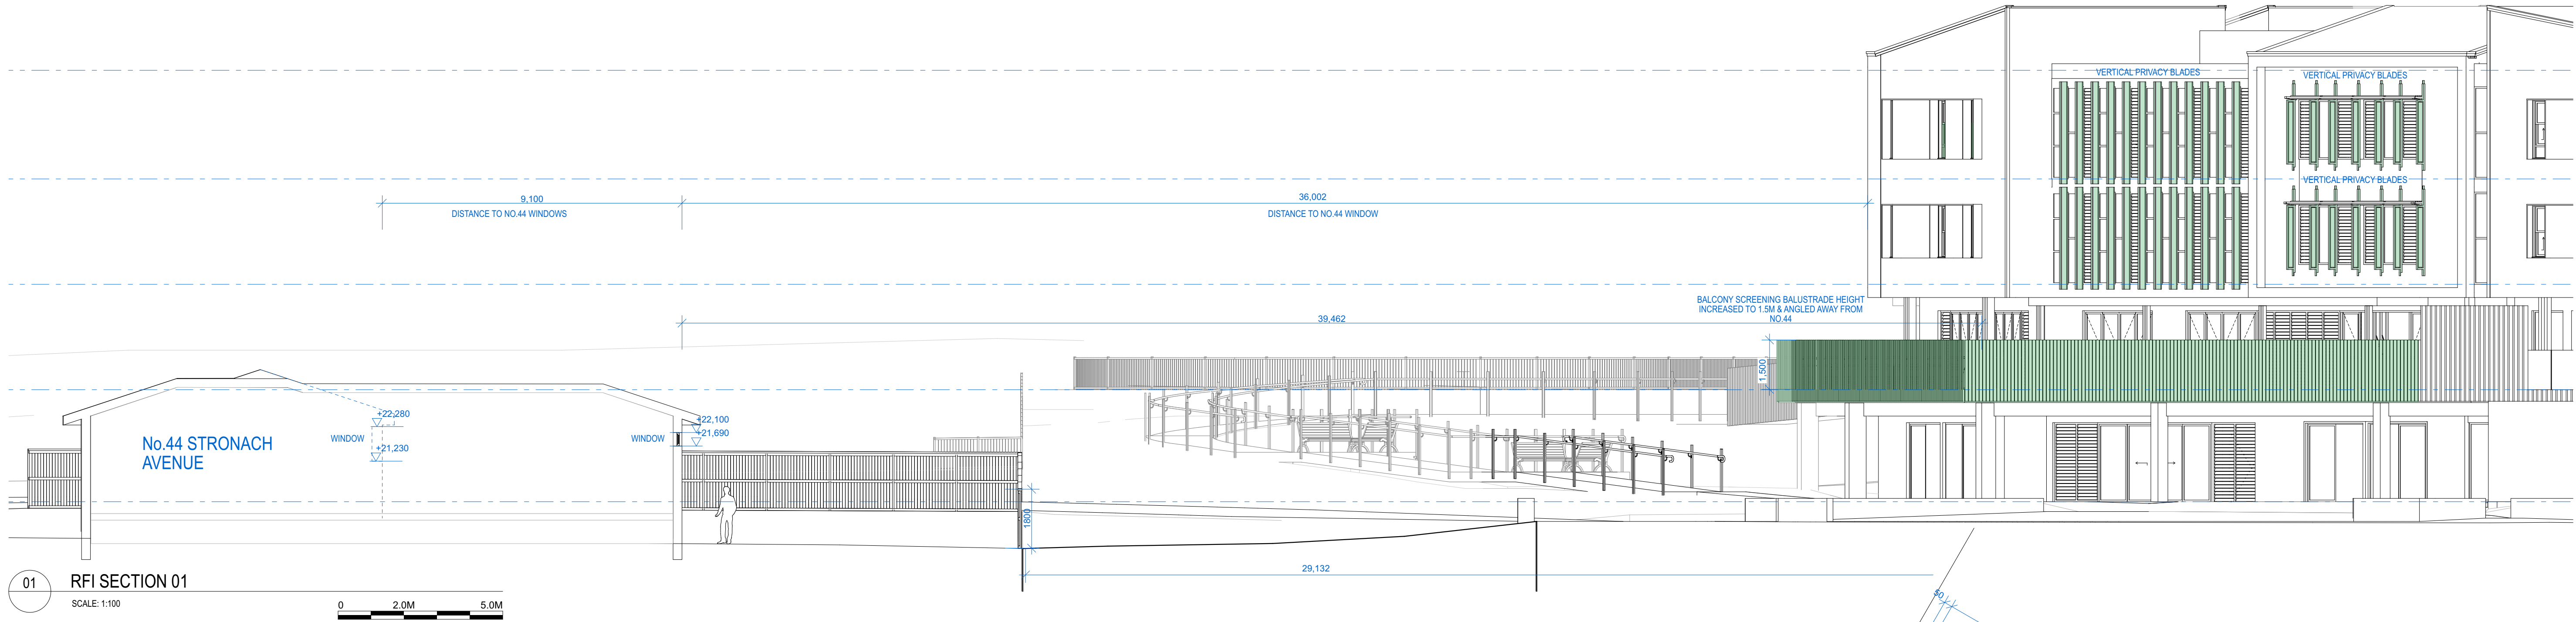 VERTICAL PRIVACY BLADES
VERTICAL PRIVACY BLADES
VERTICAL PRIVACY BLADES
9,100
DISTANCE TO NO.44 WINDOWS
36,002
DISTANCE TO NO.44 WINDOW
BALCONY SCREENING BALUSTRADE HEIGHT
INCREASED TO 1.5M & ANGLED AWAY FROM
NO.44
39,462
1,500
+22,280
WINDOW
+21,230
No.44 STRONACH
AVENUE
+22,100
WINDOW
+21,690
1800
29,132
50
01
RFI SECTION 01
SCALE: 1:100
0
2.0M
5.0M